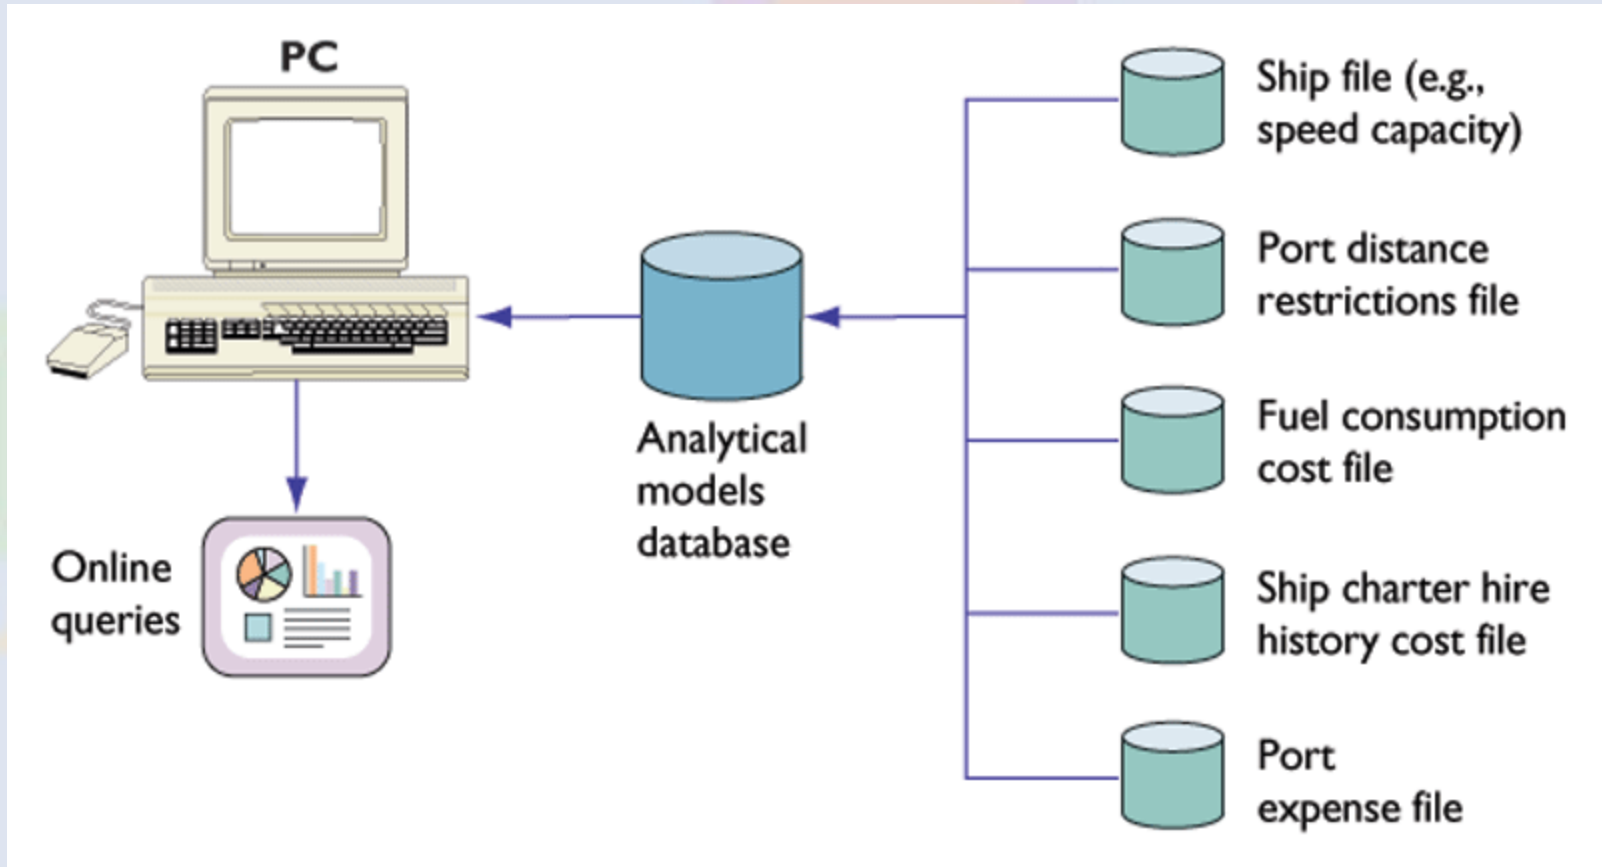 PC
Ship file (e.g.,
speed capacity)
Port distance
restrictions file
Fuel consumption
cost file
Analytical
models
database
Online
queries
Ship charter hire
history cost file
Port
expense file